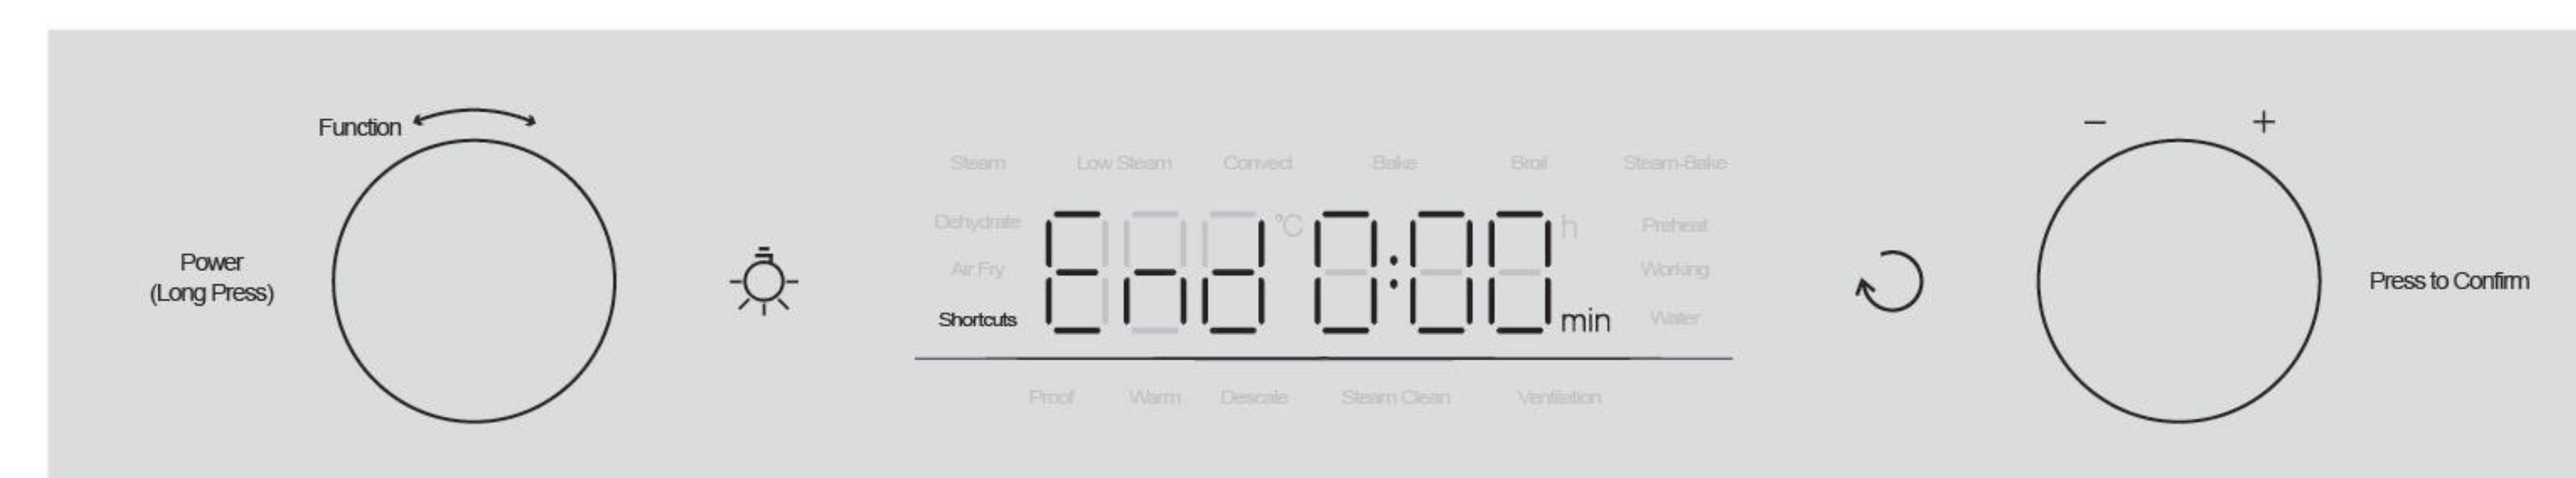 Function
− +
Steam Low Steam Convect Bake Broil Steam-Bake
Dehydrate °C h Preheat
Power
(Long Press)
Air Fry End 0:00 Working
Press to Confirm
Shortcuts min Water
Proof Warm Descale Steam Clean Ventilation